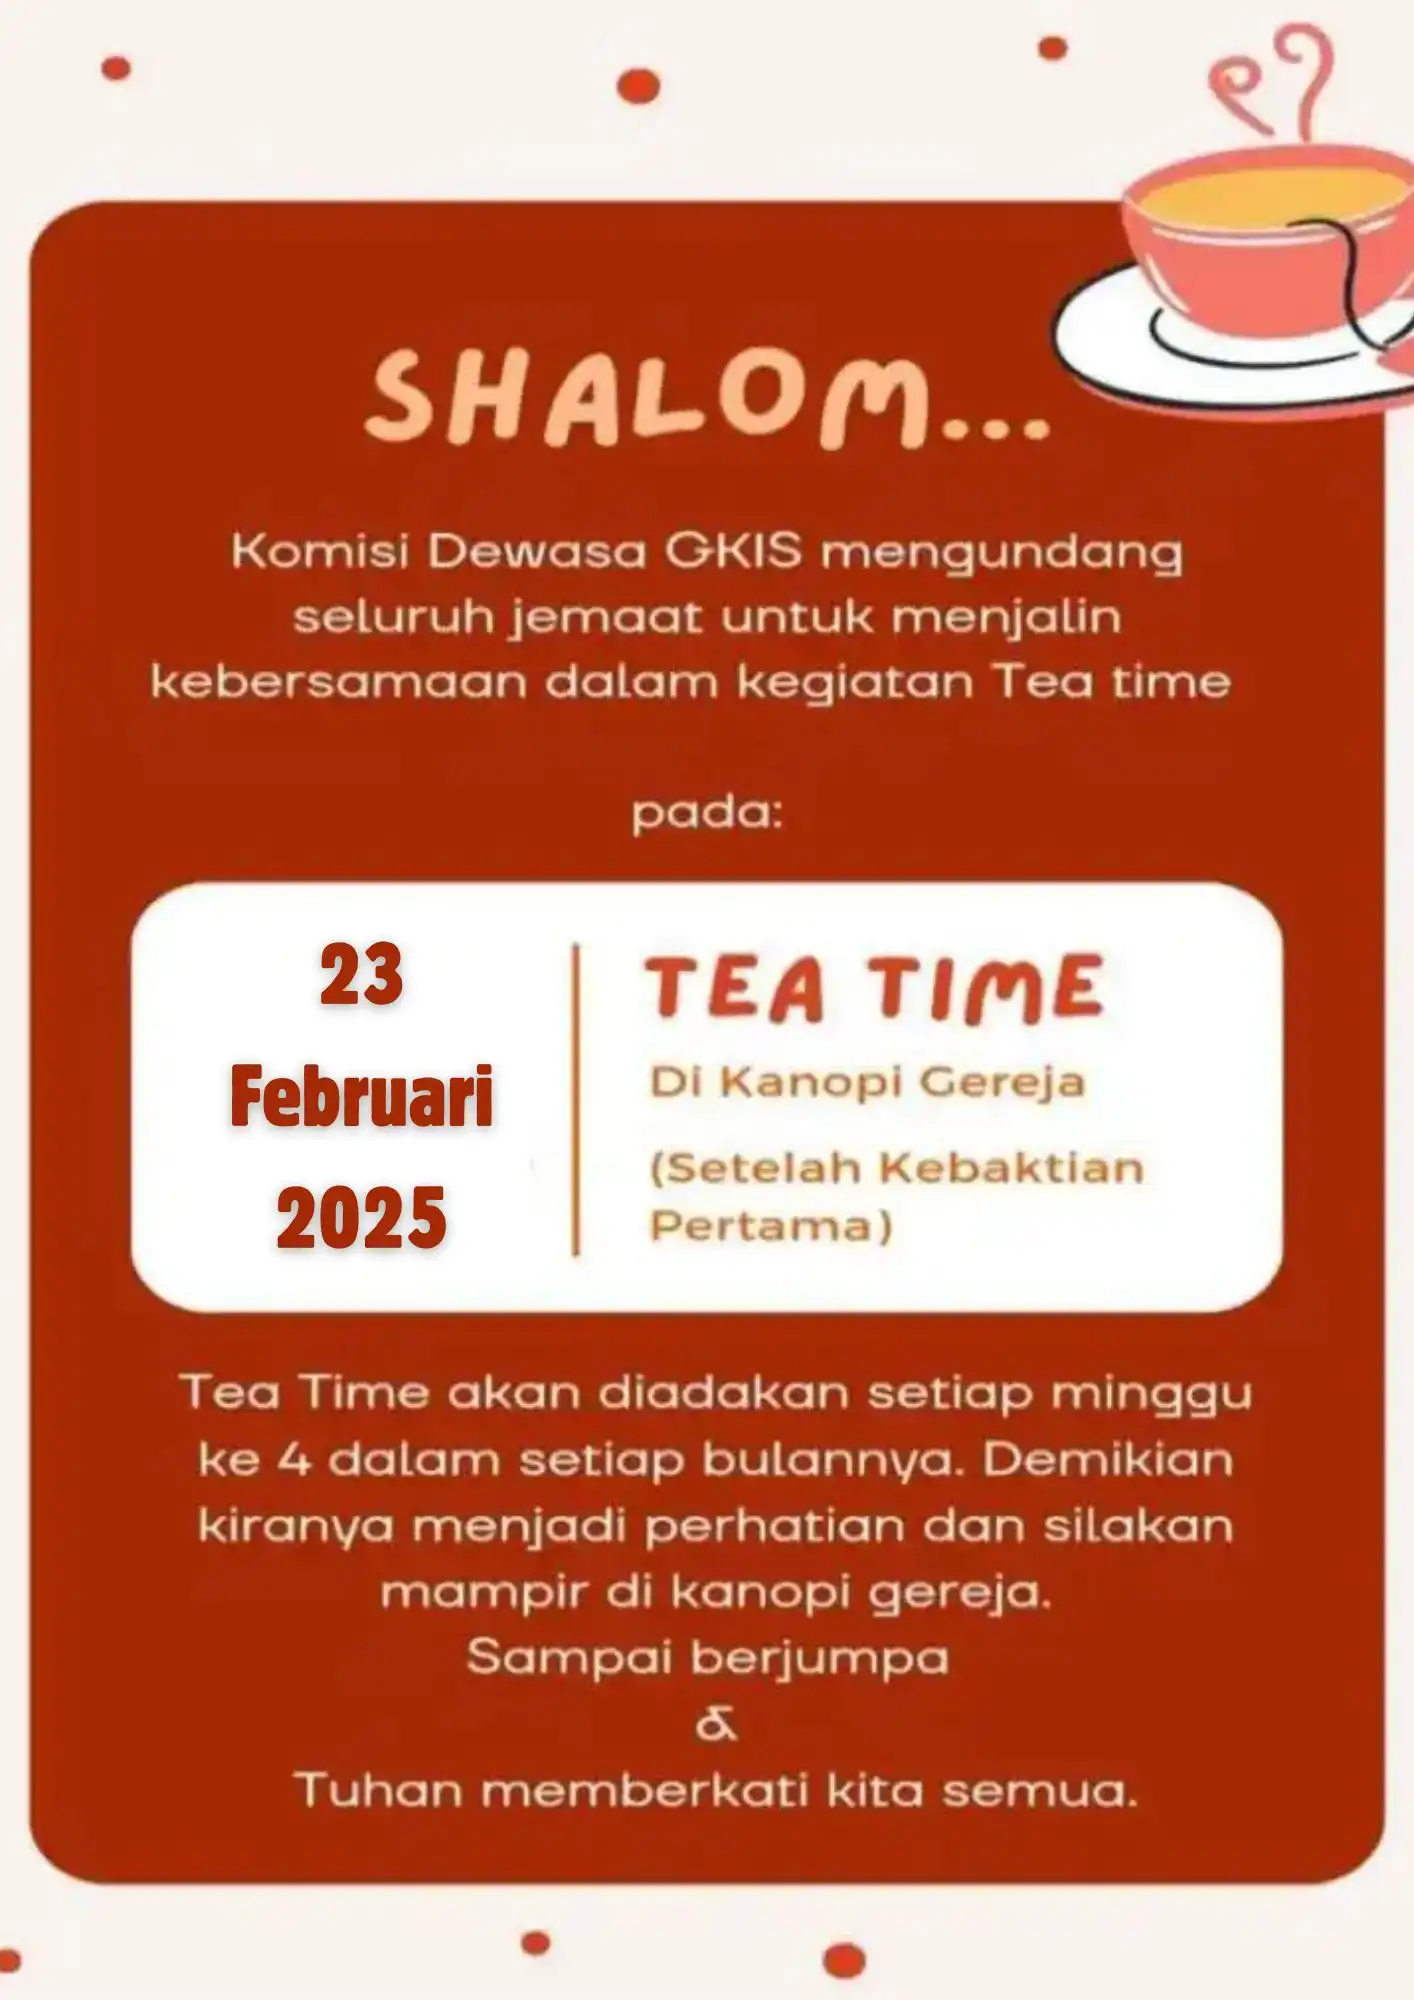 SHALOM...
Komisi Dewasa GKIS mengundang
seluruh jemaat untuk menjalin
kebersamaan dalam kegiatan Tea time
pada:
23
Februari
2025
TEA TIME
Di Kanopi Gereja
(Setelah Kebaktian
Pertama)
Tea Time akan diadakan setiap minggu
ke 4 dalam setiap bulannya. Demikian
kiranya menjadi perhatian dan silakan
mampir di kanopi gereja.
Sampai berjumpa
&
Tuhan memberkati kita semua.